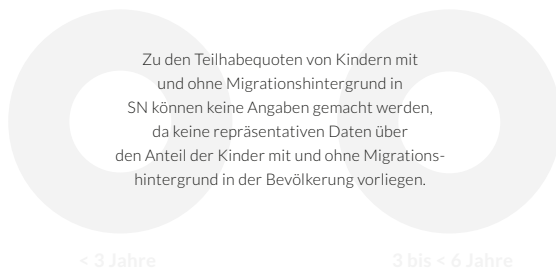 Zu den Teilhabequoten von Kindern mit
und ohne Migrationshintergrund in
SN können keine Angaben gemacht werden,
da keine repräsentativen Daten über
den Anteil der Kinder mit und ohne Migrations-
hintergrund in der Bevölkerung vorliegen.
< 3 Jahre
3 bis < 6 Jahre